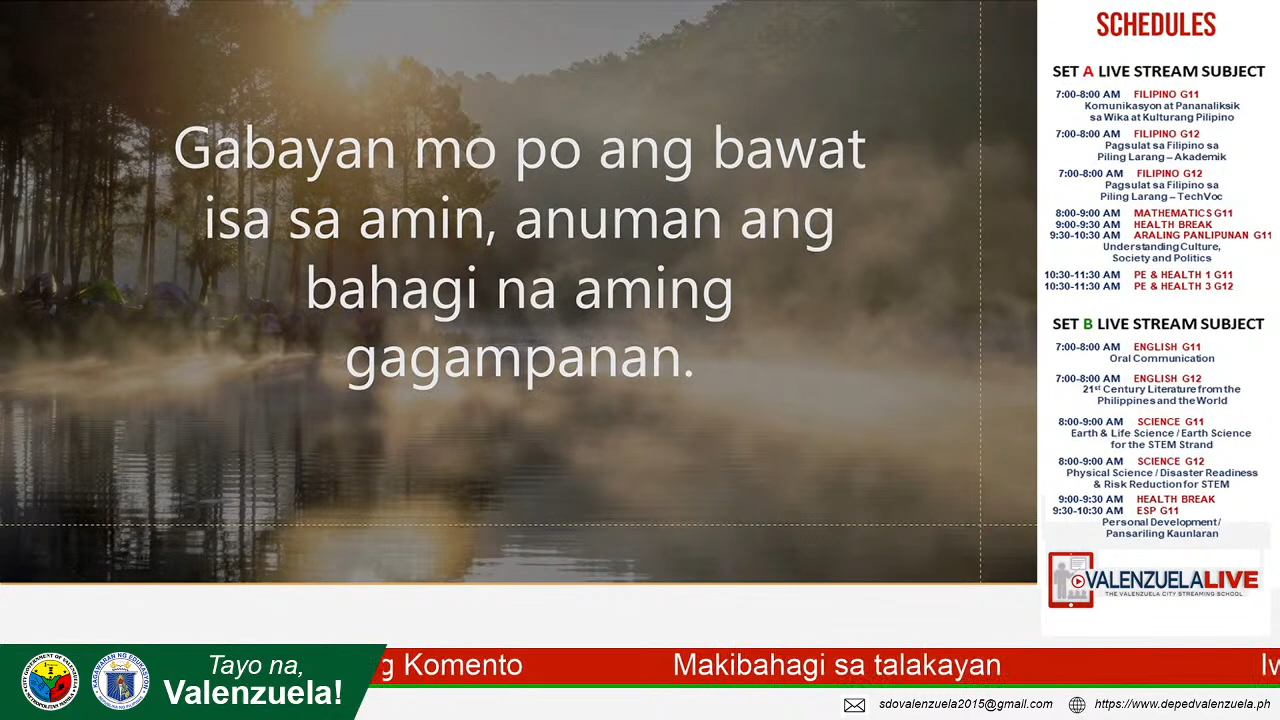 Gabayan mo po ang bawat
isa sa amin, anuman ang
bahagi na aming
gagampanan.
SCHEDULES
SET A LIVE STREAM SUBJECT
7:00-8:00 AM FILIPINO G11
Komunikasyon at Pananaliksik
sa Wika at Kulturang Pilipino
7:00-8:00 AM FILIPINO G12
Pagsulat sa Filipino sa
Piling Larang – Akademik
7:00-8:00 AM FILIPINO G12
Pagsulat sa Filipino sa
Piling Larang – TechVoc
8:00-9:00 AM MATHEMATICS G11
9:00-9:30 AM HEALTH BREAK
9:30-10:30 AM ARALING PANLIPUNAN G11
Understanding Culture,
Society and Politics
10:30-11:30 AM PE & HEALTH 1 G11
10:30-11:30 AM PE & HEALTH 3 G12
SET B LIVE STREAM SUBJECT
7:00-8:00 AM ENGLISH G11
Oral Communication
7:00-8:00 AM ENGLISH G12
21st Century Literature from the
Philippines and the World
8:00-9:00 AM SCIENCE G11
Earth & Life Science / Earth Science
for the STEM Strand
8:00-9:00 AM SCIENCE G12
Physical Science / Disaster Readiness
& Risk Reduction for STEM
9:00-9:30 AM HEALTH BREAK
9:30-10:30 AM ESP G11
Personal Development /
Pansariling Kaunlaran
VALENZUELALIVE
THE VALENZUELA CITY STREAMING SCHOOL
Tayo na,
Valenzuela!
g Komento Makibahagi sa talakayan Iw
sdovalenzuela2015@gmail.com https://www.depedvalenzuela.ph